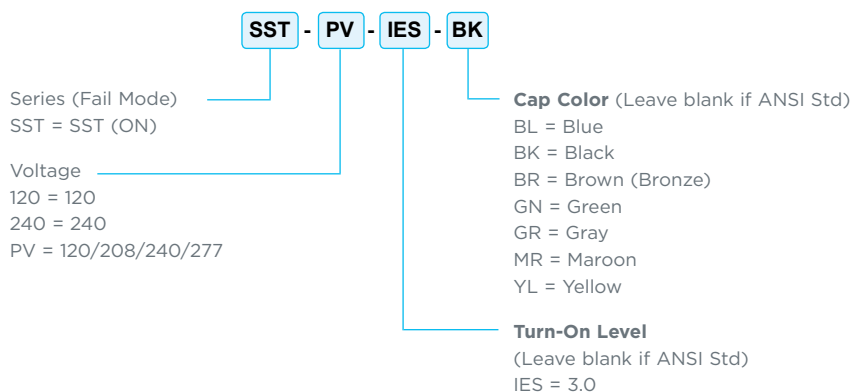 SST - PV - IES - BK
Series (Fail Mode)
SST = SST (ON)
Voltage
120 = 120
240 = 240
PV = 120/208/240/277
Cap Color (Leave blank if ANSI Std)
BL = Blue
BK = Black
BR = Brown (Bronze)
GN = Green
GR = Gray
MR = Maroon
YL = Yellow
Turn-On Level
(Leave blank if ANSI Std)
IES = 3.0